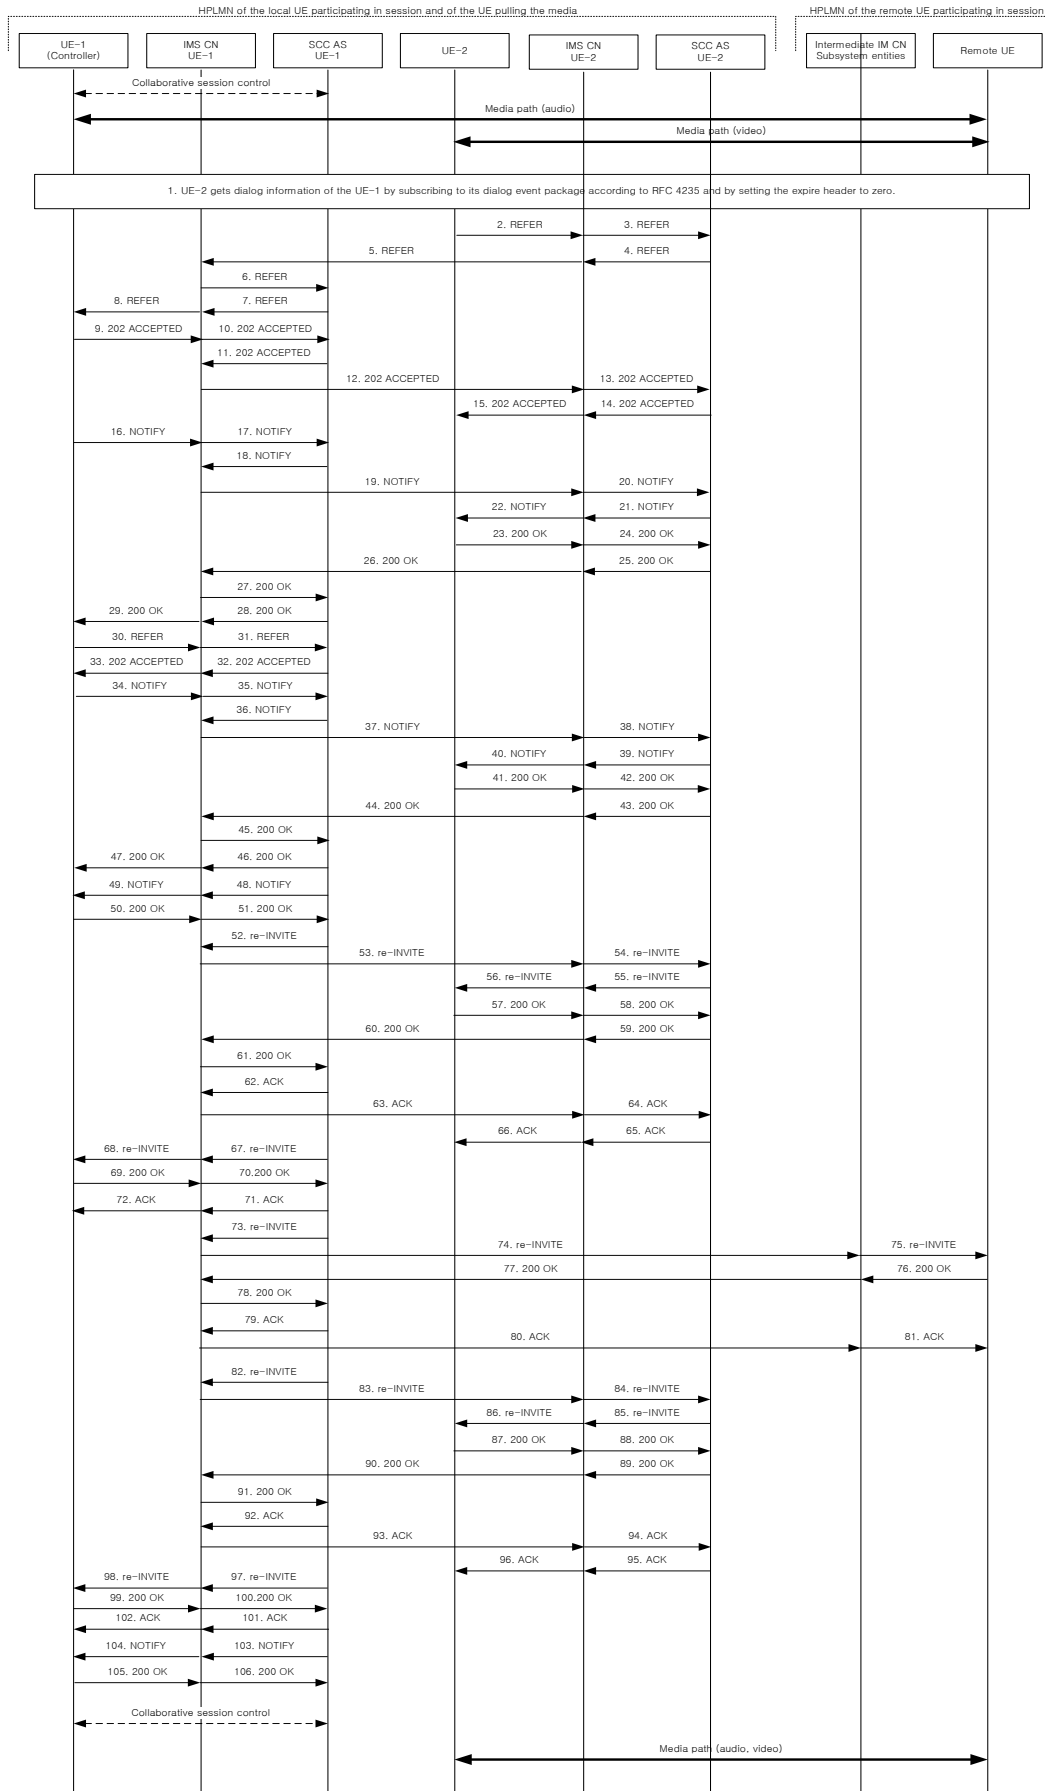 HPLMN of the local UE participating in session and of the UE pulling the media
HPLMN of the remote UE participating in session
UE-1
(Controller)
IMS CN
UE-1
SCC AS
UE-1
UE-2
IMS CN
UE-2
SCC AS
UE-2
Intermediate IM CN
Subsystem entities
Remote UE
Collaborative session control
Media path (audio)
Media path (video)
1. UE-2 gets dialog information of the UE-1 by subscribing to its dialog event package according to RFC 4235 and by setting the expire header to zero.
2. REFER
3. REFER
5. REFER
4. REFER
6. REFER
8. REFER
7. REFER
9. 202 ACCEPTED
10. 202 ACCEPTED
11. 202 ACCEPTED
12. 202 ACCEPTED
13. 202 ACCEPTED
15. 202 ACCEPTED
14. 202 ACCEPTED
16. NOTIFY
17. NOTIFY
18. NOTIFY
19. NOTIFY
20. NOTIFY
22. NOTIFY
21. NOTIFY
23. 200 OK
24. 200 OK
26. 200 OK
25. 200 OK
27. 200 OK
29. 200 OK
28. 200 OK
30. REFER
31. REFER
33. 202 ACCEPTED
32. 202 ACCEPTED
34. NOTIFY
35. NOTIFY
36. NOTIFY
37. NOTIFY
38. NOTIFY
40. NOTIFY
39. NOTIFY
41. 200 OK
42. 200 OK
44. 200 OK
43. 200 OK
45. 200 OK
47. 200 OK
46. 200 OK
49. NOTIFY
48. NOTIFY
50. 200 OK
51. 200 OK
52. re-INVITE
53. re-INVITE
54. re-INVITE
56. re-INVITE
55. re-INVITE
57. 200 OK
58. 200 OK
60. 200 OK
59. 200 OK
61. 200 OK
62. ACK
63. ACK
64. ACK
66. ACK
65. ACK
68. re-INVITE
67. re-INVITE
69. 200 OK
70.200 OK
72. ACK
71. ACK
73. re-INVITE
74. re-INVITE
75. re-INVITE
77. 200 OK
76. 200 OK
78. 200 OK
79. ACK
80. ACK
81. ACK
82. re-INVITE
83. re-INVITE
84. re-INVITE
86. re-INVITE
85. re-INVITE
87. 200 OK
88. 200 OK
90. 200 OK
89. 200 OK
91. 200 OK
92. ACK
93. ACK
94. ACK
96. ACK
95. ACK
98. re-INVITE
97. re-INVITE
99. 200 OK
100.200 OK
102. ACK
101. ACK
104. NOTIFY
103. NOTIFY
105. 200 OK
106. 200 OK
Collaborative session control
Media path (audio, video)